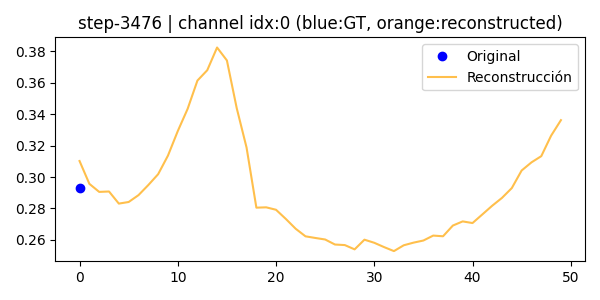 step-3476 | channel idx:0 (blue:GT, orange:reconstructed)
Original
Reconstrucción
0.38
0.36
0.34
0.32
0.30
0.28
0.26
0 10 20 30 40 50